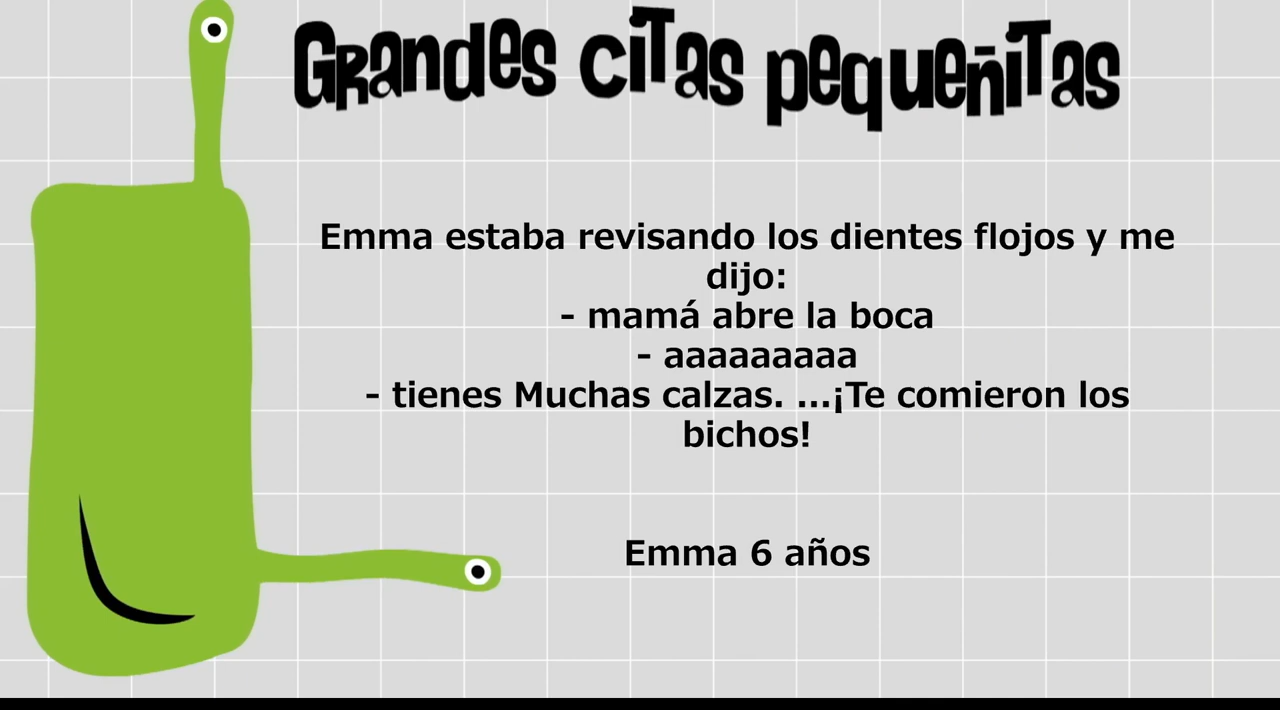 Grandes citas pequeñitas
Emma estaba revisando los dientes flojos y me
dijo:
- mamá abre la boca
- aaaaaaaaa
- tienes Muchas calzas. ...¡Te comieron los
bichos!
Emma 6 años